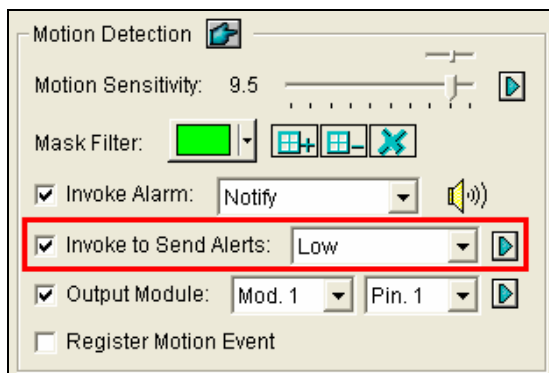 Motion Detection
Motion Sensitivity: 9.5
Mask Filter:
Invoke Alarm: Notify
Invoke to Send Alerts: Low
Output Module: Mod. 1 Pin. 1
Register Motion Event